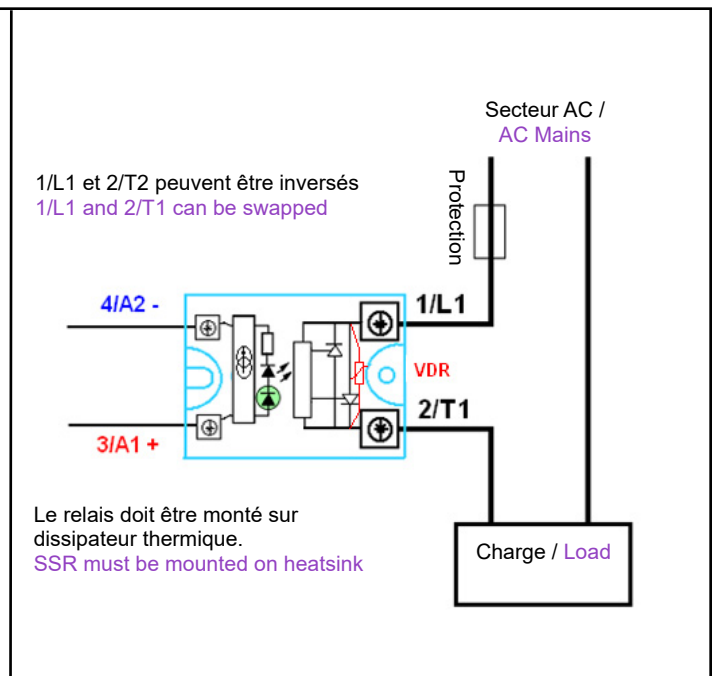 Secteur AC /
AC Mains
Protection
1/L1 et 2/T2 peuvent être inversés
1/L1 and 2/T1 can be swapped
4/A2 -
1/L1
VDR
2/T1
3/A1 +
Le relais doit être monté sur
dissipateur thermique.
SSR must be mounted on heatsink
Charge / Load